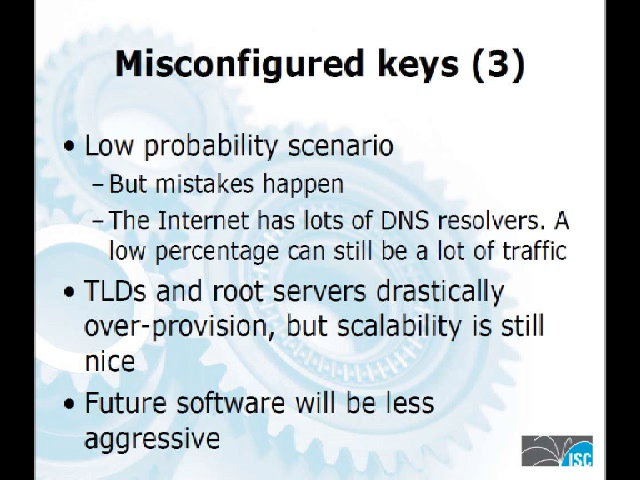 Misconfigured keys (3)
• Low probability scenario
– But mistakes happen
– The Internet has lots of DNS resolvers. A
low percentage can still be a lot of traffic
• TLDs and root servers drastically
over-provision, but scalability is still
nice
• Future software will be less
aggressive
ISC